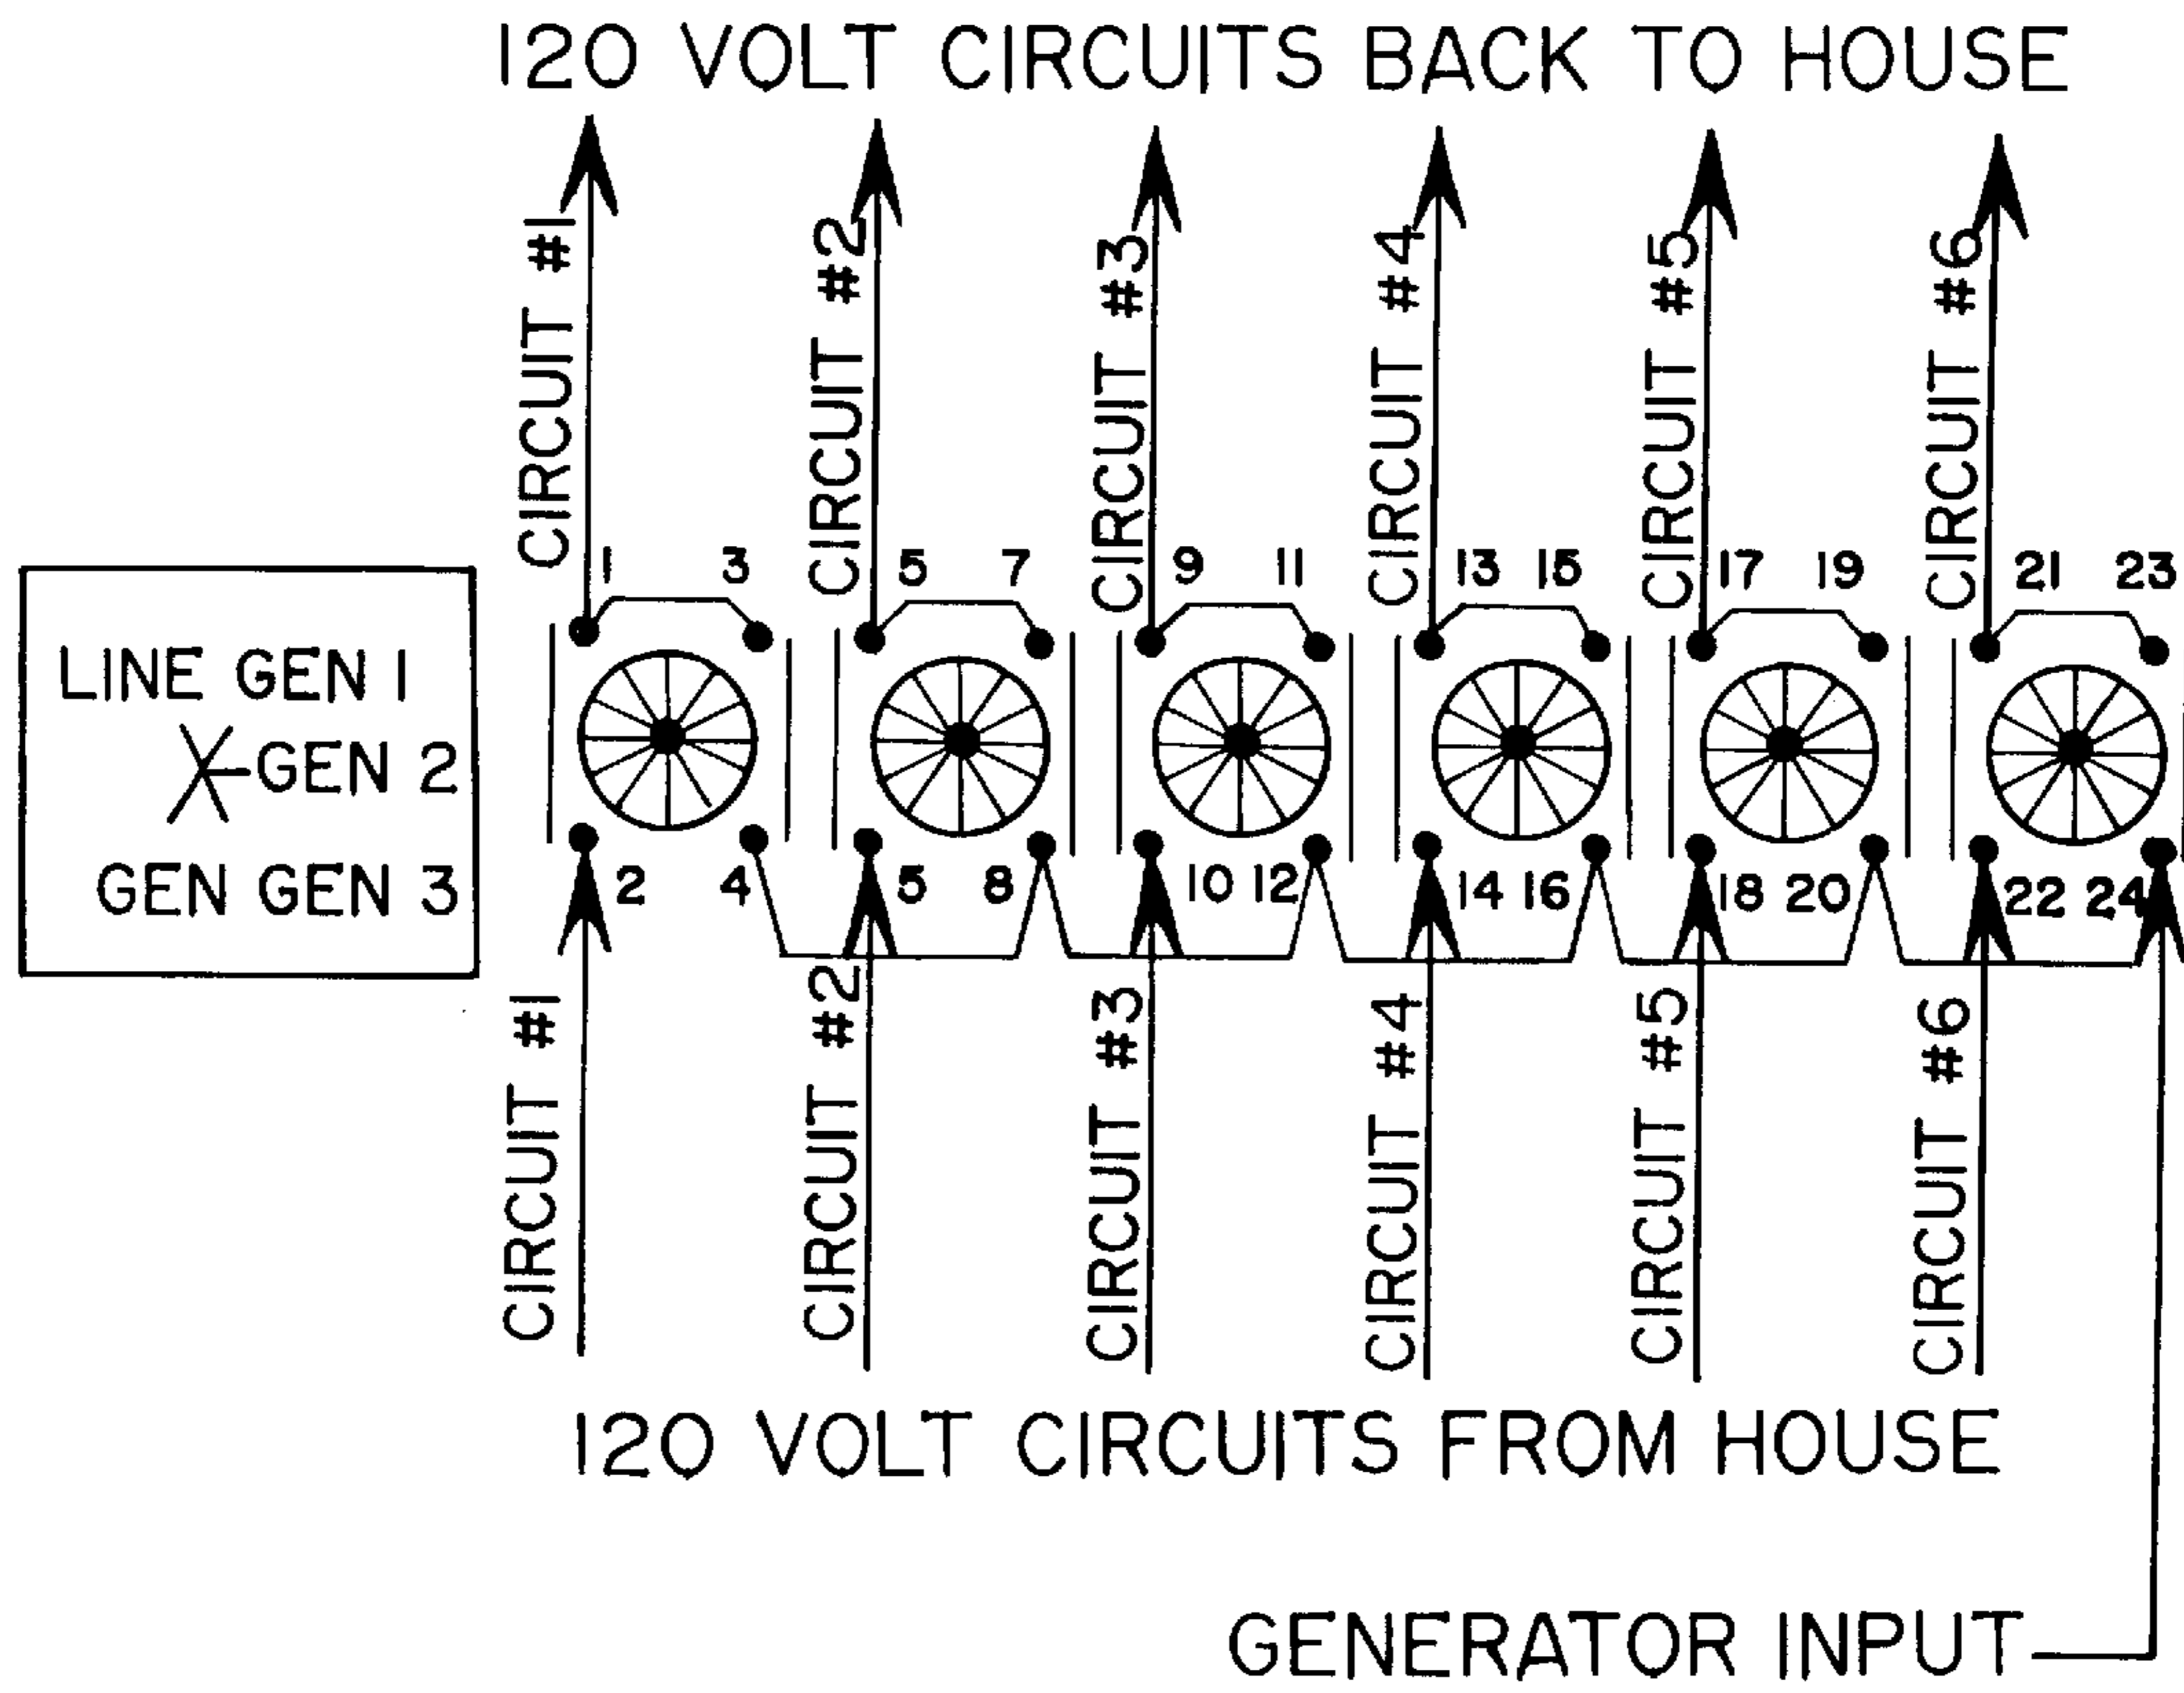 120 VOLT CIRCUITS BACK TO HOUSE
CIRCUIT #1
CIRCUIT #2
CIRCUIT #3
CIRCUIT #4
CIRCUIT #5
CIRCUIT #6
1 3 5 7 9 11 13 15 17 19 21 23
LINE GEN 1
GEN 2
GEN GEN 3
2 4 5 8 10 12 14 16 18 20 22 24
CIRCUIT #1
CIRCUIT #2
CIRCUIT #3
CIRCUIT #4
CIRCUIT #5
CIRCUIT #6
120 VOLT CIRCUITS FROM HOUSE
GENERATOR INPUT